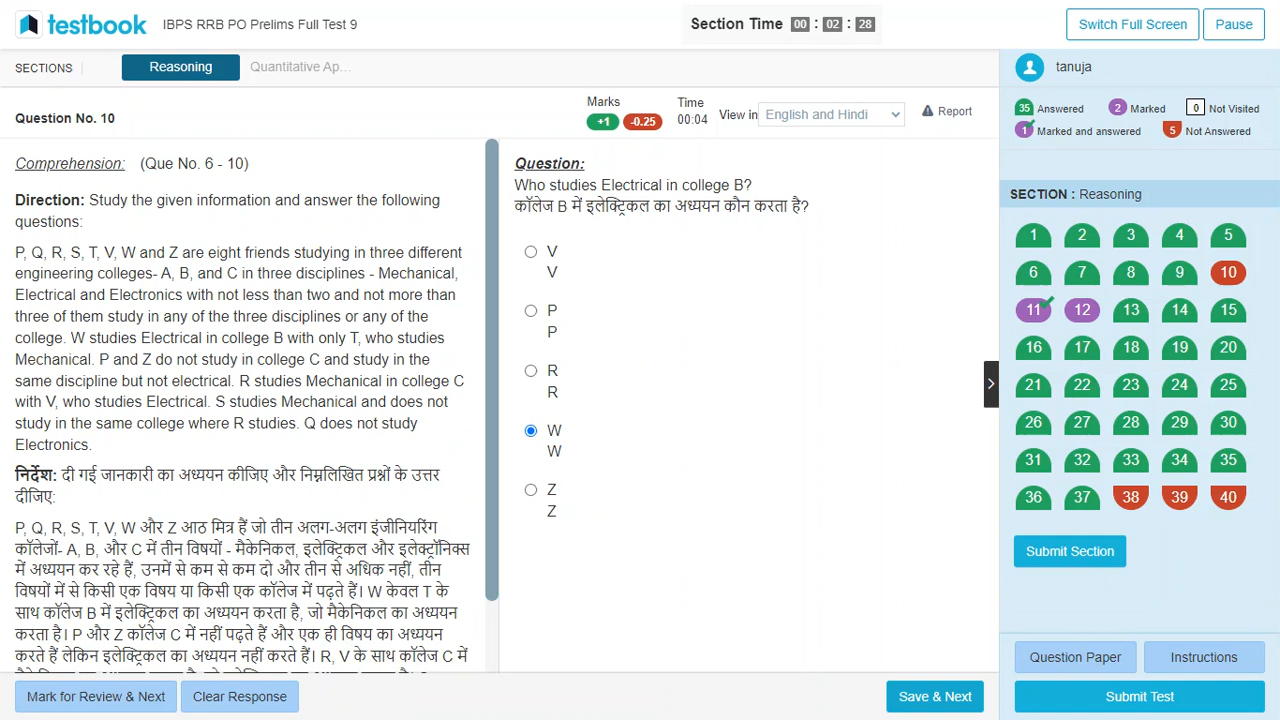 testbook
IBPS RRB PO Prelims Full Test 9
Section Time 00 : 02 : 28
Switch Full Screen
Pause
SECTIONS
Reasoning
Quantitative Ap...
tanuja
Question No. 10
Marks
+1 -0.25
Time
00:04
View in English and Hindi
Report
35 Answered
2 Marked
0 Not Visited
1 Marked and answered
5 Not Answered
Comprehension: (Que No. 6 - 10)
Direction: Study the given information and answer the following
questions:
P, Q, R, S, T, V, W and Z are eight friends studying in three different
engineering colleges- A, B, and C in three disciplines - Mechanical,
Electrical and Electronics with not less than two and not more than
three of them study in any of the three disciplines or any of the
college. W studies Electrical in college B with only T, who studies
Mechanical. P and Z do not study in college C and study in the
same discipline but not electrical. R studies Mechanical in college C
with V, who studies Electrical. S studies Mechanical and does not
study in the same college where R studies. Q does not study
Electronics.
निर्देश: दी गई जानकारी का अध्ययन कीजिए और निम्नलिखित प्रश्नों के उत्तर
दीजिए:
P, Q, R, S, T, V, W और Z आठ मित्र हैं जो तीन अलग-अलग इंजीनियरिंग
कॉलेजों- A, B, और C में तीन विषयों - मैकेनिकल, इलेक्ट्रिकल और इलेक्ट्रॉनिक्स
में अध्ययन कर रहे हैं, उनमें से कम से कम दो और तीन से अधिक नहीं, तीन
विषयों में से किसी एक विषय या किसी एक कॉलेज में पढ़ते हैं। W केवल T के
साथ कॉलेज B में इलेक्ट्रिकल का अध्ययन करता है, जो मैकेनिकल का अध्ययन
करता है। P और Z कॉलेज C में नहीं पढ़ते हैं और एक ही विषय का अध्ययन
करते हैं लेकिन इलेक्ट्रिकल का अध्ययन नहीं करते हैं। R, V के साथ कॉलेज C में
Question:
Who studies Electrical in college B?
कॉलेज B में इलेक्ट्रिकल का अध्ययन कौन करता है?
V
V
P
P
R
R
W
W
Z
Z
SECTION : Reasoning
1 2 3 4 5
6 7 8 9 10
11 12 13 14 15
16 17 18 19 20
21 22 23 24 25
26 27 28 29 30
31 32 33 34 35
36 37 38 39 40
Submit Section
Question Paper
Instructions
Mark for Review & Next
Clear Response
Save & Next
Submit Test